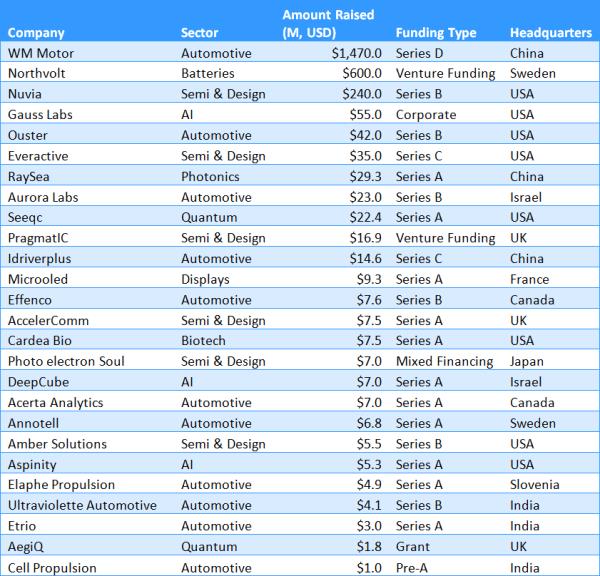 Amount Raised
Company Sector (M, USD) Funding Type Headquarters
WM Motor Automotive $1,470.0 Series D China
Northvolt Batteries $600.0 Venture Funding Sweden
Nuvia Semi & Design $240.0 Series B USA
Gauss Labs AI $55.0 Corporate USA
Ouster Automotive $42.0 Series B USA
Everactive Semi & Design $35.0 Series C USA
RaySea Photonics $29.3 Series A China
Aurora Labs Automotive $23.0 Series B Israel
Seeqc Quantum $22.4 Series A USA
PragmatIC Semi & Design $16.9 Venture Funding UK
Idriverplus Automotive $14.6 Series C China
Microoled Displays $9.3 Series A France
Effenco Automotive $7.6 Series B Canada
AccelerComm Semi & Design $7.5 Series A UK
Cardea Bio Biotech $7.5 Series A USA
Photo electron Soul Semi & Design $7.0 Mixed Financing Japan
DeepCube AI $7.0 Series A Israel
Acerta Analytics Automotive $7.0 Series A Canada
Annotell Automotive $6.8 Series A Sweden
Amber Solutions Semi & Design $5.5 Series B USA
Aspinity AI $5.3 Series A USA
Elaphe Propulsion Automotive $4.9 Series A Slovenia
Ultraviolette Automotive Automotive $4.1 Series B India
Etrio Automotive $3.0 Series A India
AegiQ Quantum $1.8 Grant UK
Cell Propulsion Automotive $1.0 Pre-A India